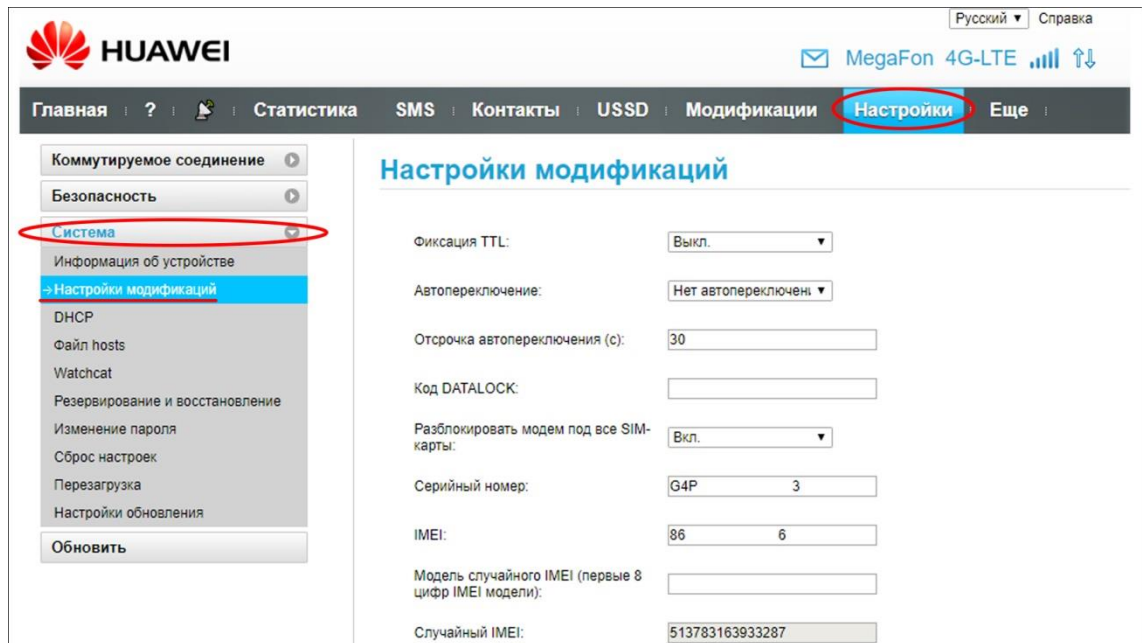 Русский Справка
HUAWEI
MegaFon 4G-LTE
Главная ? Статистика SMS Контакты USSD Модификации Настройки Еще
Коммутируемое соединение
Безопасность
Система
Информация об устройстве
Настройки модификаций
DHCP
Файл hosts
Watchcat
Резервирование и восстановление
Изменение пароля
Сброс настроек
Перезагрузка
Настройки обновления
Обновить
Настройки модификаций
Фиксация TTL: Выкл.
Автопереключение: Нет автопереключени
Отсрочка автопереключения (с): 30
Код DATALOCK:
Разблокировать модем под все SIM-
карты: Вкл.
Серийный номер: G4P 3
IMEI: 86 6
Модель случайного IMEI (первые 8
цифр IMEI модели):
Случайный IMEI: 513783163933287